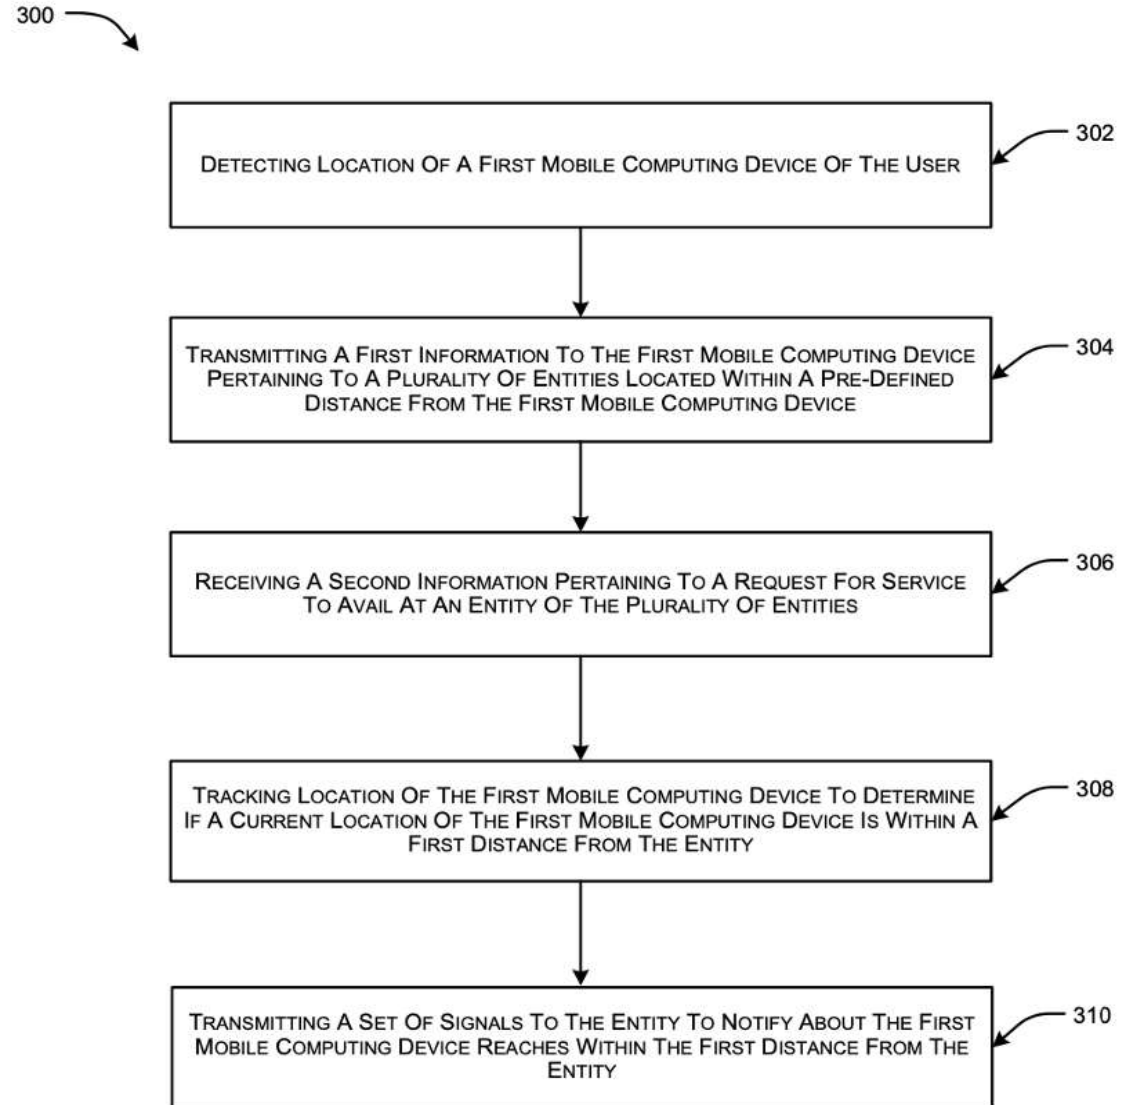 300
302
DETECTING LOCATION OF A FIRST MOBILE COMPUTING DEVICE OF THE USER
304
TRANSMITTING A FIRST INFORMATION TO THE FIRST MOBILE COMPUTING DEVICE
PERTAINING TO A PLURALITY OF ENTITIES LOCATED WITHIN A PRE-DEFINED
DISTANCE FROM THE FIRST MOBILE COMPUTING DEVICE
306
RECEIVING A SECOND INFORMATION PERTAINING TO A REQUEST FOR SERVICE
TO AVAIL AT AN ENTITY OF THE PLURALITY OF ENTITIES
308
TRACKING LOCATION OF THE FIRST MOBILE COMPUTING DEVICE TO DETERMINE
IF A CURRENT LOCATION OF THE FIRST MOBILE COMPUTING DEVICE IS WITHIN A
FIRST DISTANCE FROM THE ENTITY
310
TRANSMITTING A SET OF SIGNALS TO THE ENTITY TO NOTIFY ABOUT THE FIRST
MOBILE COMPUTING DEVICE REACHES WITHIN THE FIRST DISTANCE FROM THE
ENTITY